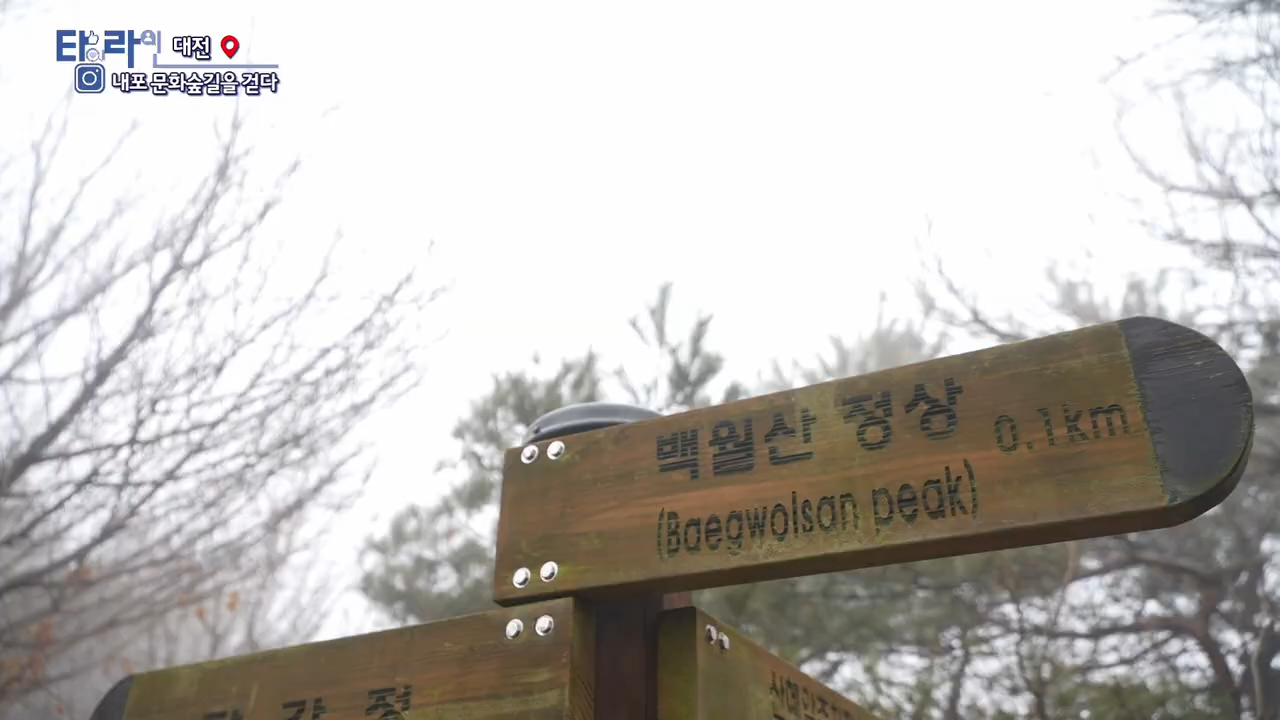 타라
대전
내포 문화숲길을 걷다
백월산 정상 0.1km
(Baegwolsan peak)